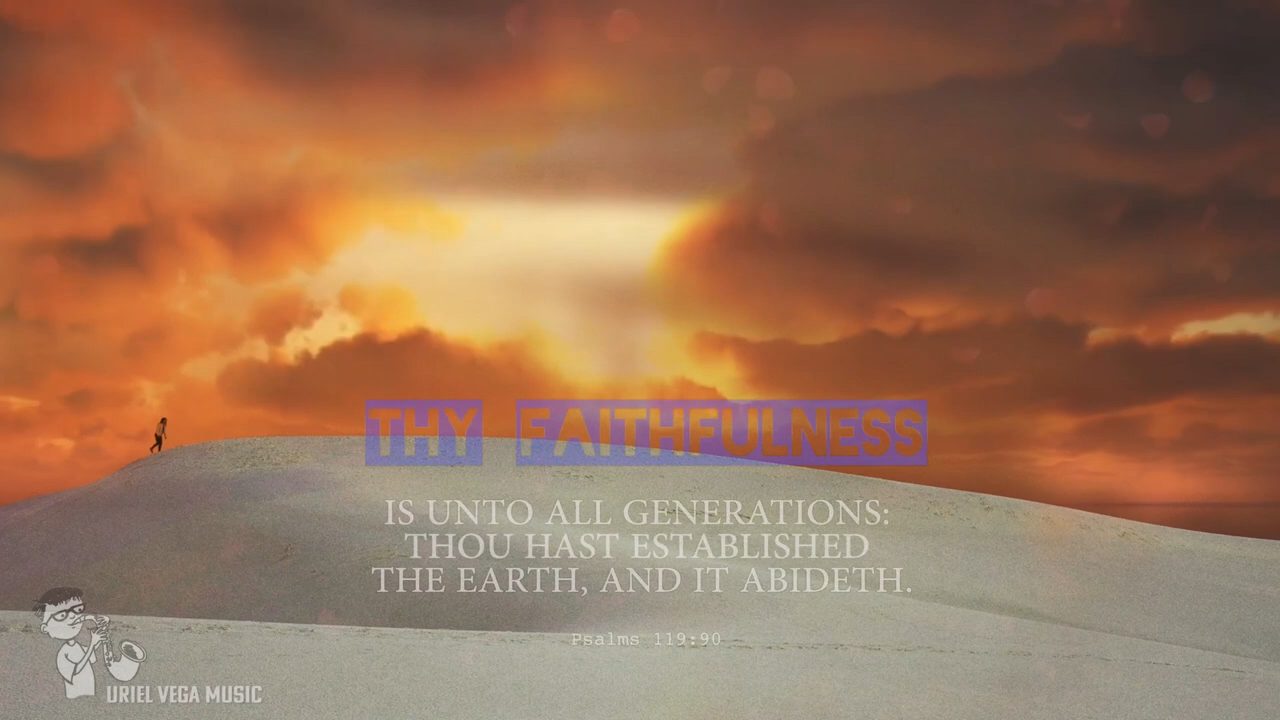 THY FAITHFULNESS
IS UNTO ALL GENERATIONS:
THOU HAST ESTABLISHED
THE EARTH, AND IT ABIDETH.
Psalms 119:90
URIEL VEGA MUSIC